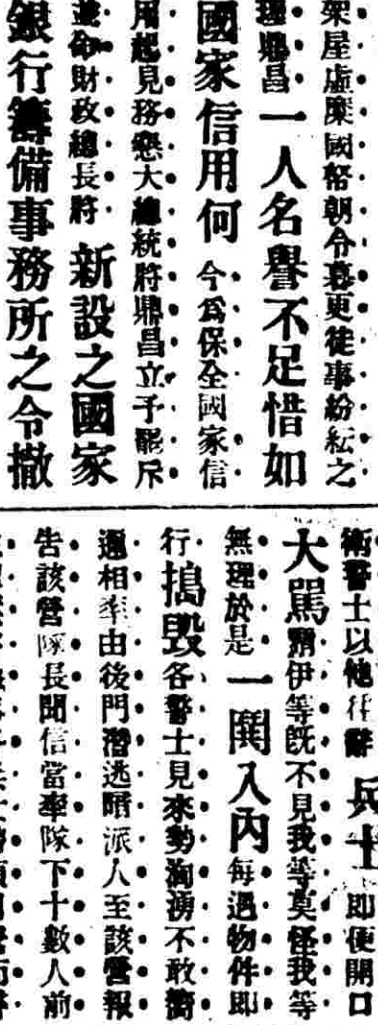 架屋虛糜國幣朝令暮更徒事紛紜之
理鼎昌一人名譽不足惜如
國家信用何今爲保全國家信
用起見務懇大總統將鼎昌立予罷斥
並命財政總長將新設之國家
銀行籌備事務所之令撤
衛警士以他往辭兵士即便開口
大罵謂伊等旣不見我等莫怪我等
無理於是一鬨入內每遇物件即
行搗毀各警士見來勢洶湧不敢衝
遞相率由後門潛逃暗派人至該營報
告該營隊長聞信當率隊下十數人前